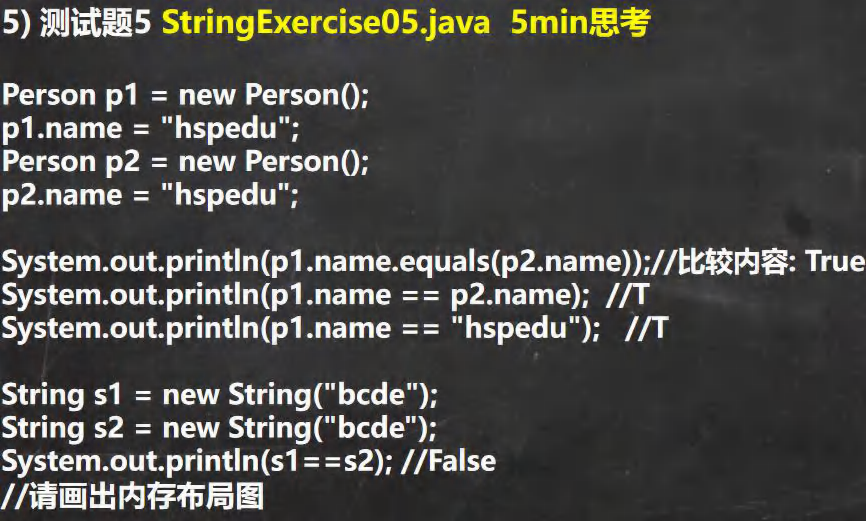 5) 测试题5 StringExercise05.java  5min思考
Person p1 = new Person();
p1.name = "hspedu";
Person p2 = new Person();
p2.name = "hspedu";
System.out.println(p1.name.equals(p2.name));//比较内容: True
System.out.println(p1.name == p2.name);  //T
System.out.println(p1.name == "hspedu");   //T
String s1 = new String("bcde");
String s2 = new String("bcde");
System.out.println(s1==s2); //False
//请画出内存布局图